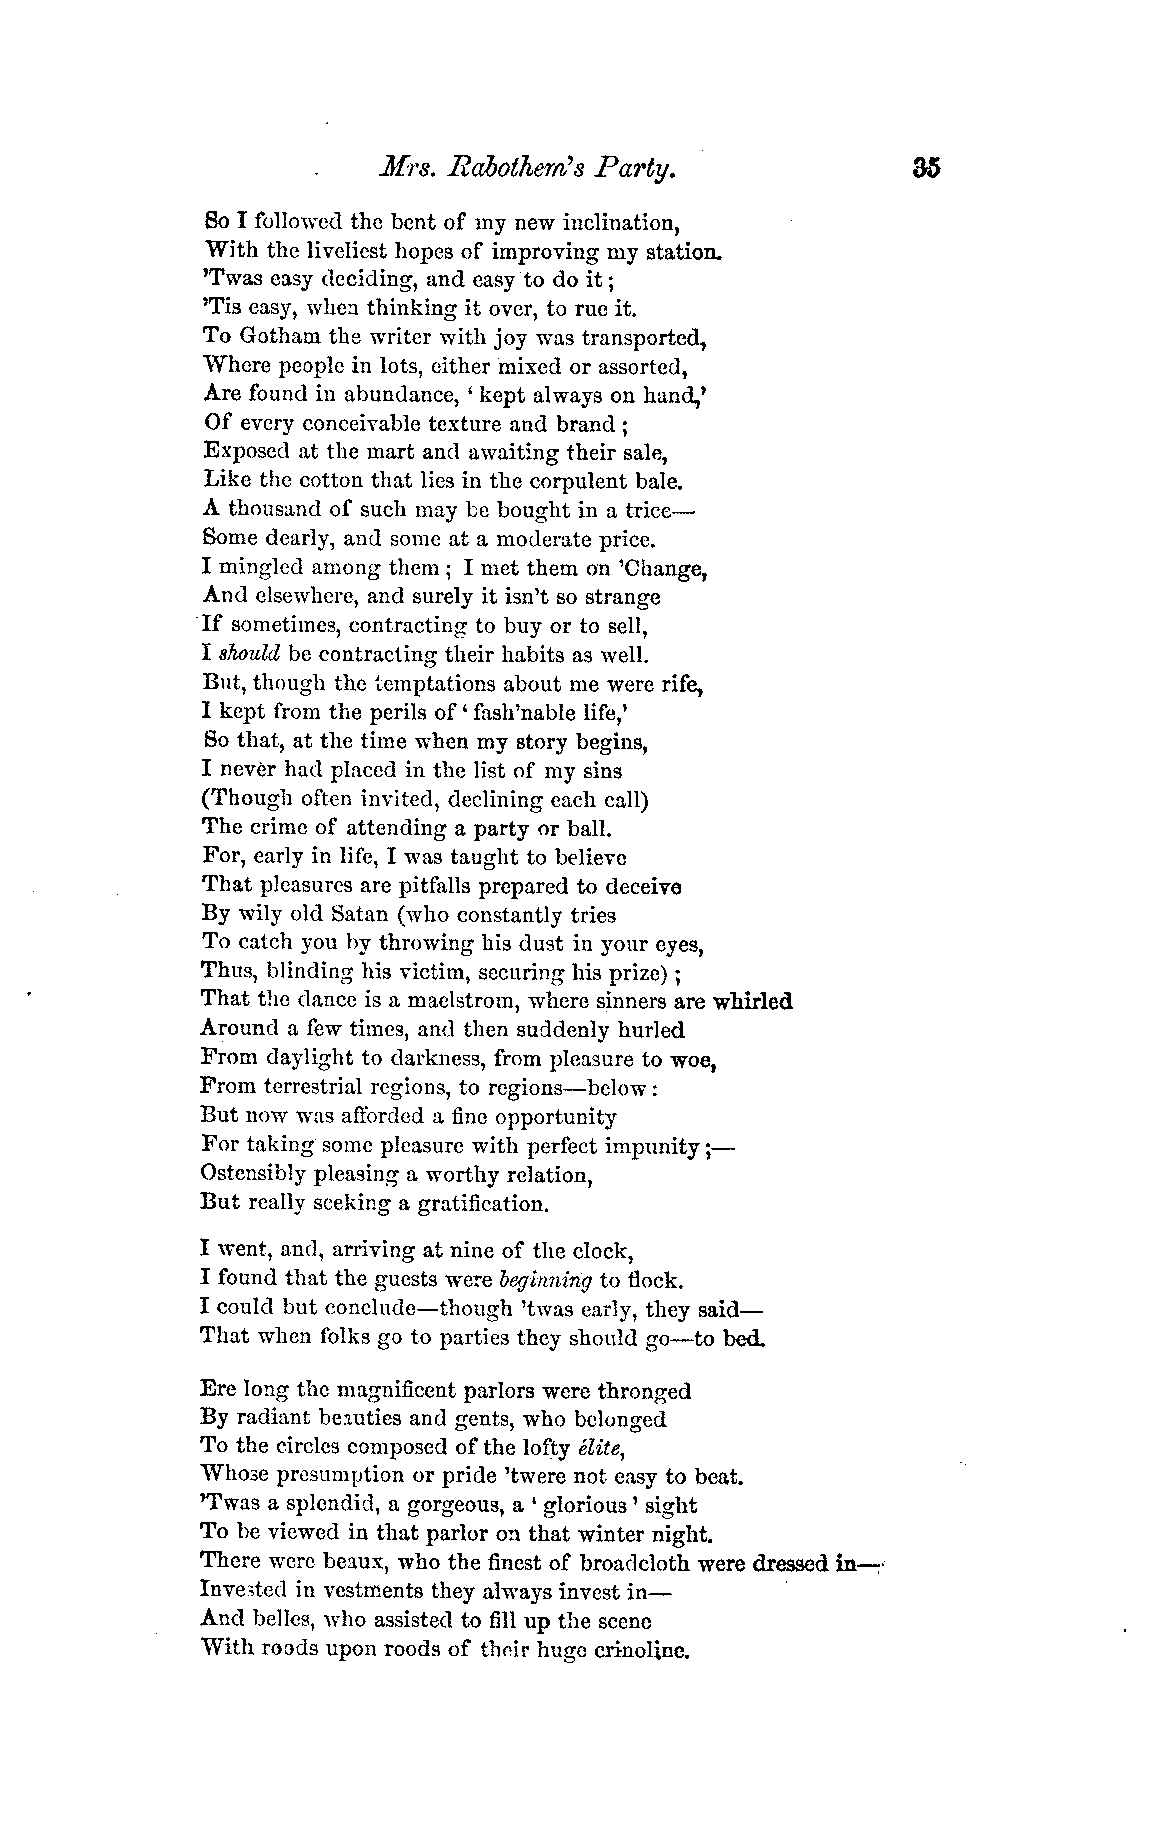 Mrs. Rabothem's Party. 35
So I followed the bent of my new inclination,
With the liveliest hopes of improving my station.
'Twas easy deciding, and easy to do it ;
'Tis easy, when thinking it over, to rue it.
To Gotham the writer with joy was transported,
Where people in lots, either mixed or assorted,
Are found in abundance, ' kept always on hand,'
Of every conceivable texture and brand ;
Exposed at the mart and awaiting their sale,
Like the cotton that lies in the corpulent bale.
A thousand of such may be bought in a trice—
Some dearly, and some at a moderate price.
I mingled among them ; I met them on 'Change,
And elsewhere, and surely it isn't so strange
If sometimes, contracting to buy or to sell,
I should be contracting their habits as well.
But, though the temptations about me were rife,
I kept from the perils of ' fash'nable life,'
So that, at the time when my story begins,
I never had placed in the list of my sins
(Though often invited, declining each call)
The crime of attending a party or ball.
For, early in life, I was taught to believe
That pleasures are pitfalls prepared to deceive
By wily old Satan (who constantly tries
To catch you by throwing his dust in your eyes,
Thus, blinding his victim, securing his prize) ;
That the dance is a maelstrom, where sinners are whirled
Around a few times, and then suddenly hurled
From daylight to darkness, from pleasure to woe,
From terrestrial regions, to regions—below :
But now was afforded a fine opportunity
For taking some pleasure with perfect impunity ;—
Ostensibly pleasing a worthy relation,
But really seeking a gratification.
I went, and, arriving at nine of the clock,
I found that the guests were beginning to flock.
I could but conclude—though 'twas early, they said—
That when folks go to parties they should go—to bed.
Ere long the magnificent parlors were thronged
By radiant beauties and gents, who belonged
To the circles composed of the lofty élite,
Whose presumption or pride 'twere not easy to beat.
'Twas a splendid, a gorgeous, a ' glorious ' sight
To be viewed in that parlor on that winter night.
There were beaux, who the finest of broadcloth were dressed in—
Invested in vestments they always invest in—
And belles, who assisted to fill up the scene
With roods upon roods of their huge crinoline.